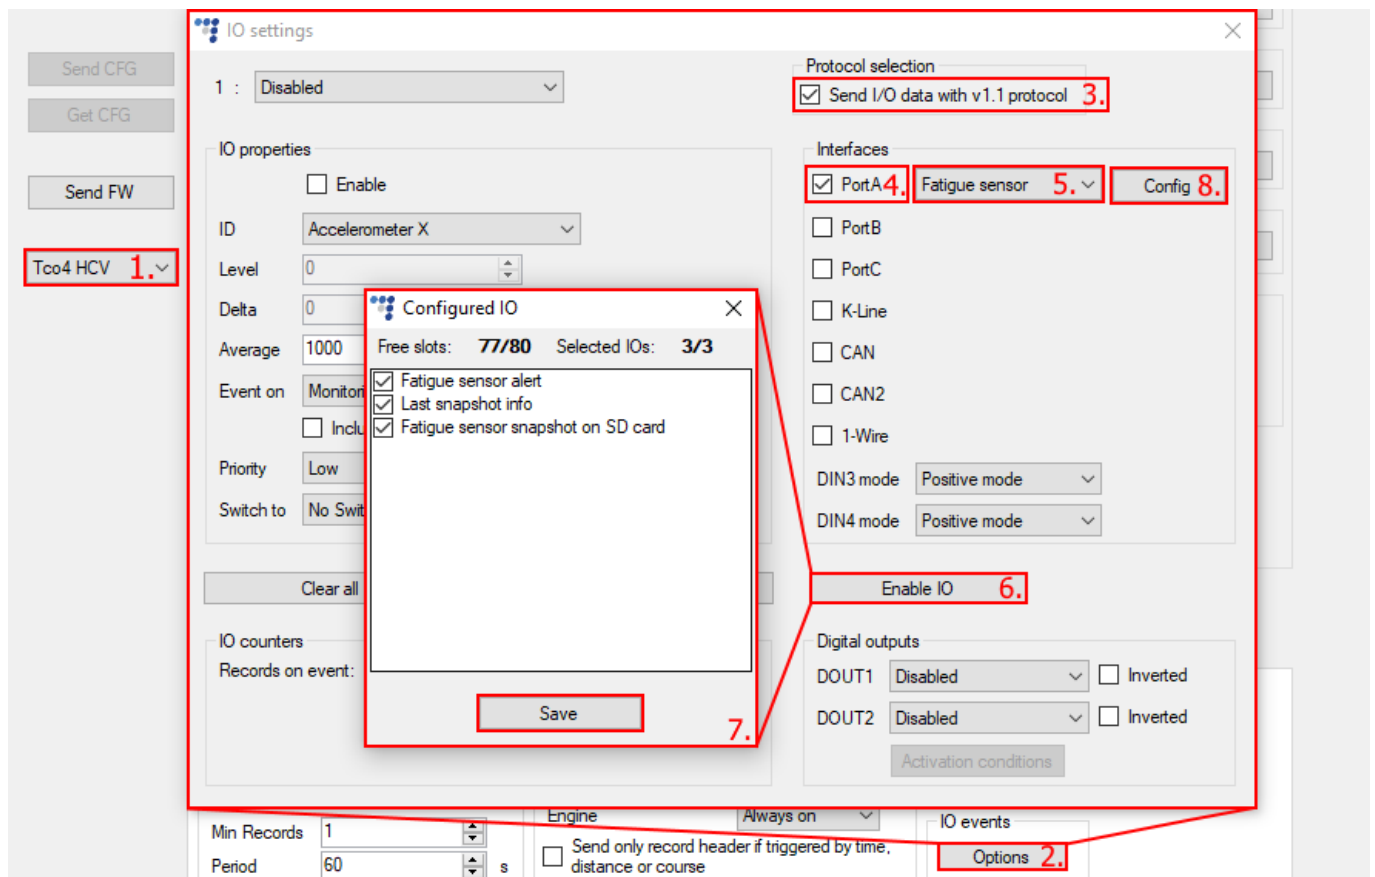 IO settings
Send CFG
Get CFG
Send FW
Tco4 HCV 1.
1 : Disabled
Protocol selection
Send I/O data with v1.1 protocol 3.
IO properties
Enable
ID Accelerometer X
Level 0
Delta 0
Average 1000
Event on
Priority Low
Switch to
Interfaces
PortA 4. Fatigue sensor 5. Config 8.
PortB
PortC
K-Line
CAN
CAN2
1-Wire
DIN3 mode Positive mode
DIN4 mode Positive mode
Configured IO
Free slots: 77/80 Selected IOs: 3/3
Fatigue sensor alert
Last snapshot info
Fatigue sensor snapshot on SD card
Save
7.
Clear all
Enable IO 6.
IO counters
Records on event:
Digital outputs
DOUT1 Disabled Inverted
DOUT2 Disabled Inverted
Activation conditions
Min Records 1
Period 60 s
Engine Always on
Send only record header if triggered by time,
distance or course
IO events
Options 2.